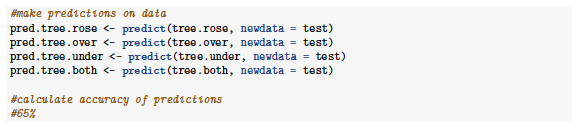 #make predictions on data
pred.tree.rose <- predict(tree.rose, newdata = test)
pred.tree.over <- predict(tree.over, newdata = test)
pred.tree.under <- predict(tree.under, newdata = test)
pred.tree.both <- predict(tree.both, newdata = test)
#calculate accuracy of predictions
#65%